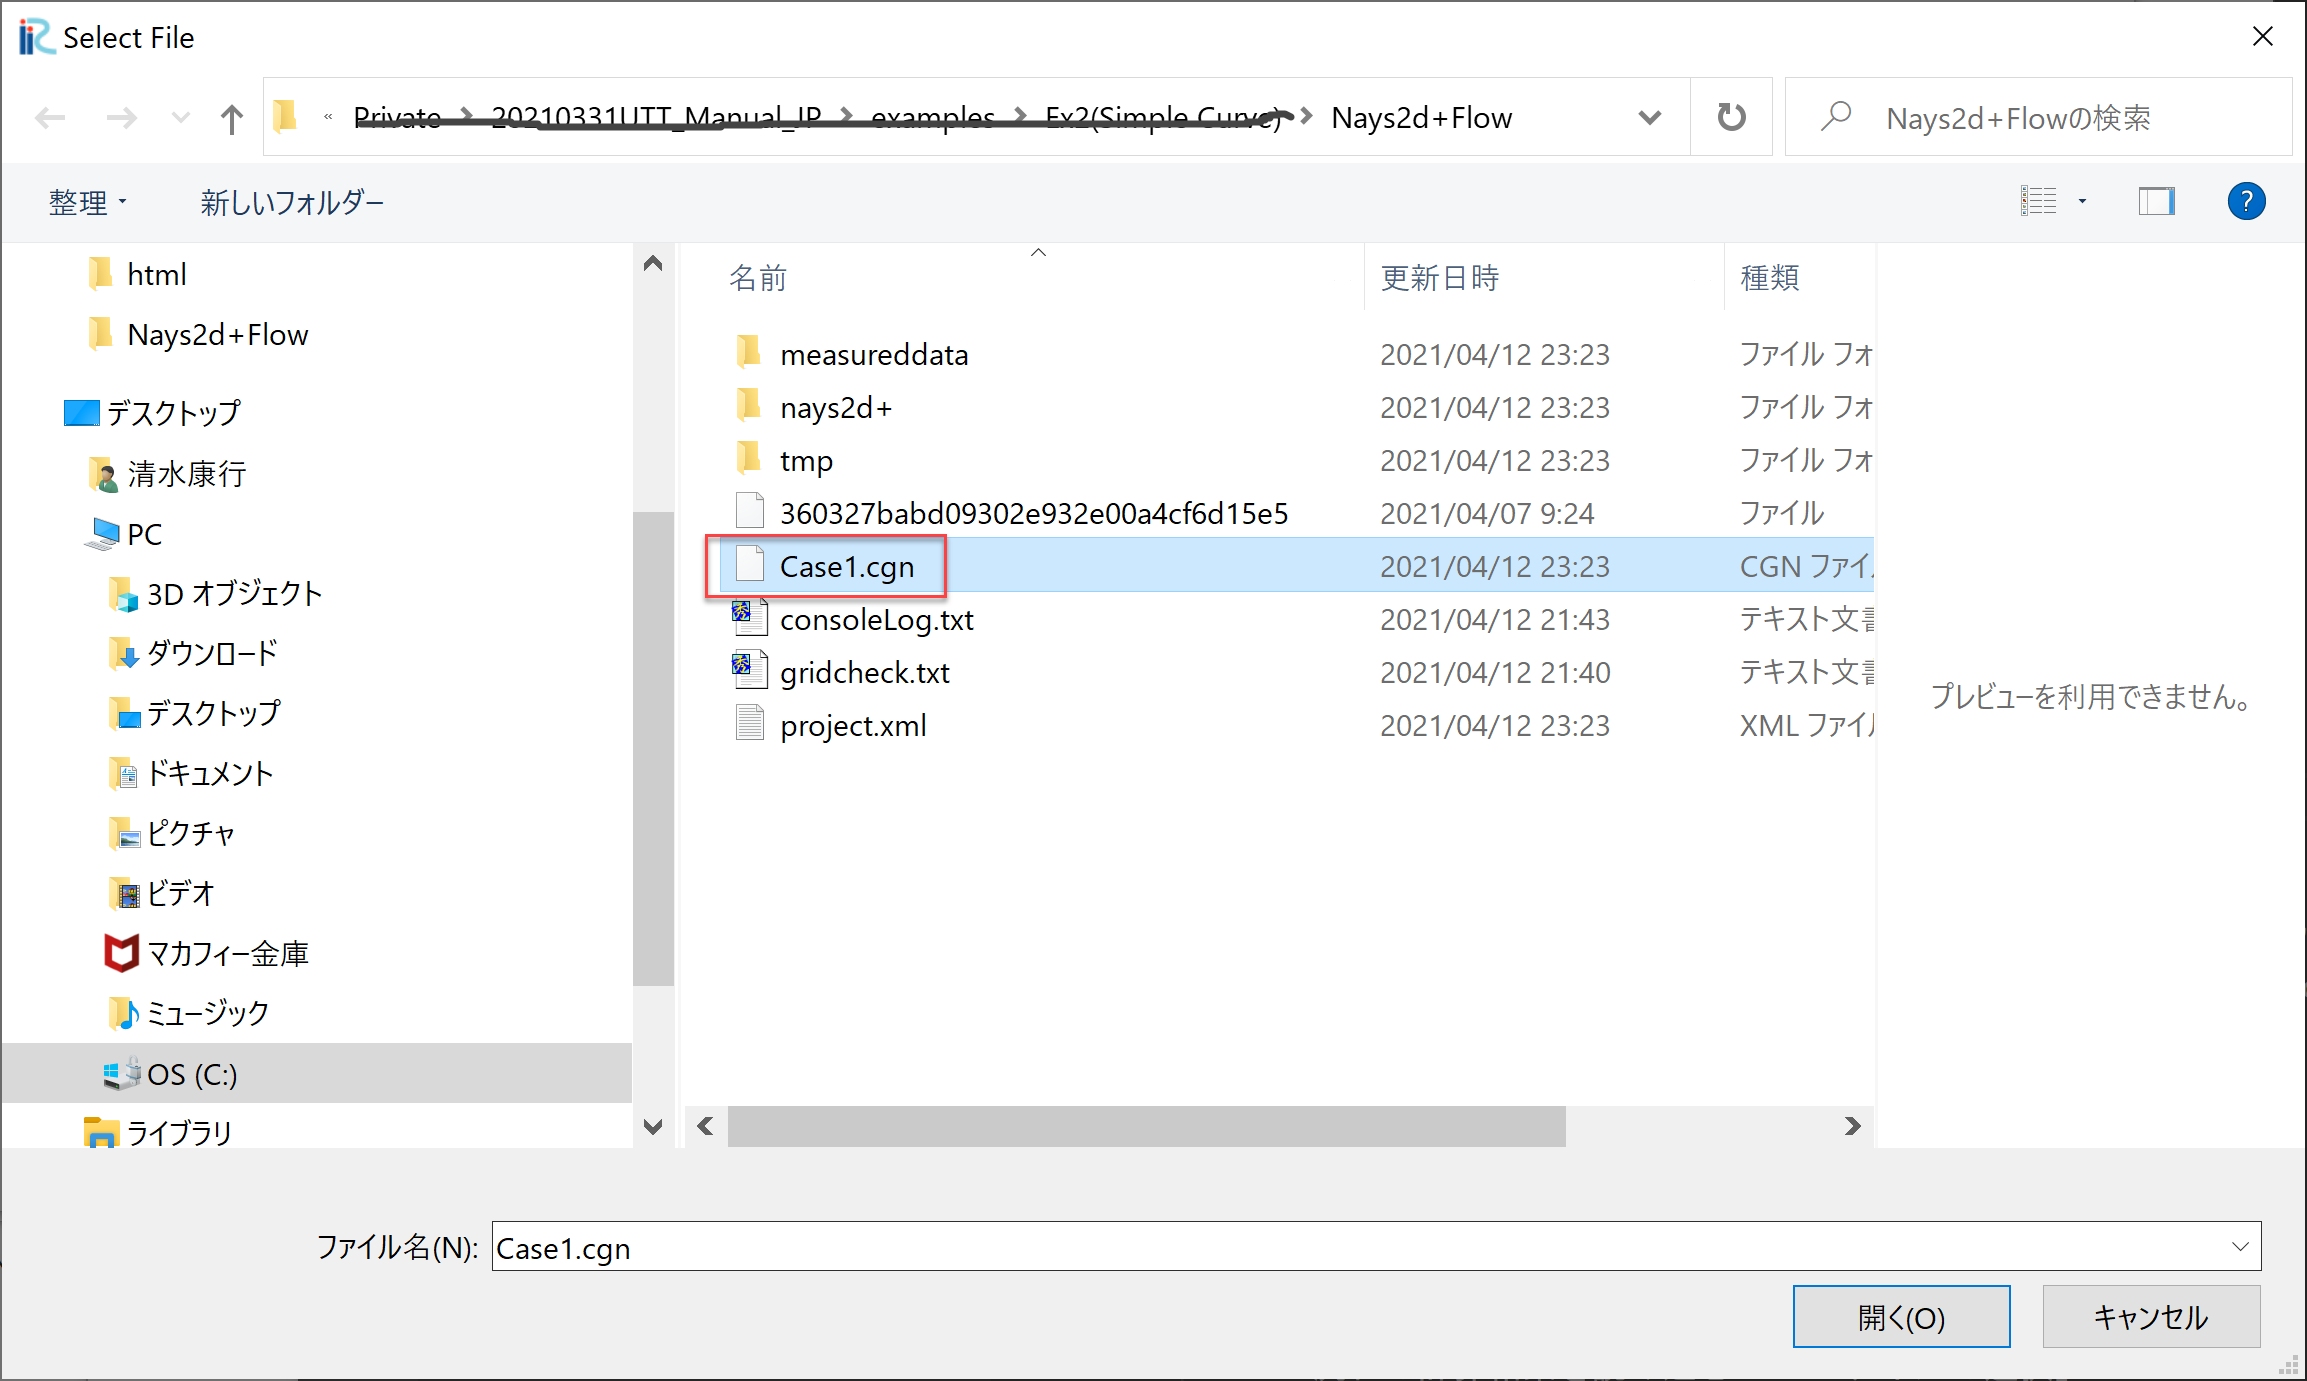 Select File
« Private > 20210331UTT_Manual_JP > examples > Ex2(Simple Curve) > Nays2d+Flow
Nays2d+Flowの検索
整理
新しいフォルダー
?
html
Nays2d+Flow
デスクトップ
清水康行
PC
3D オブジェクト
ダウンロード
デスクトップ
ドキュメント
ピクチャ
ビデオ
マカフィー金庫
ミュージック
OS (C:)
ライブラリ
名前 更新日時 種類
measureddata 2021/04/12 23:23 ファイル フォ
nays2d+ 2021/04/12 23:23 ファイル フォ
tmp 2021/04/12 23:23 ファイル フォ
360327babd09302e932e00a4cf6d15e5 2021/04/07 9:24 ファイル
Case1.cgn 2021/04/12 23:23 CGN ファイル
consoleLog.txt 2021/04/12 21:43 テキスト文書
gridcheck.txt 2021/04/12 21:40 テキスト文書
project.xml 2021/04/12 23:23 XML ファイル
プレビューを利用できません。
ファイル名(N): Case1.cgn
開く(O)
キャンセル